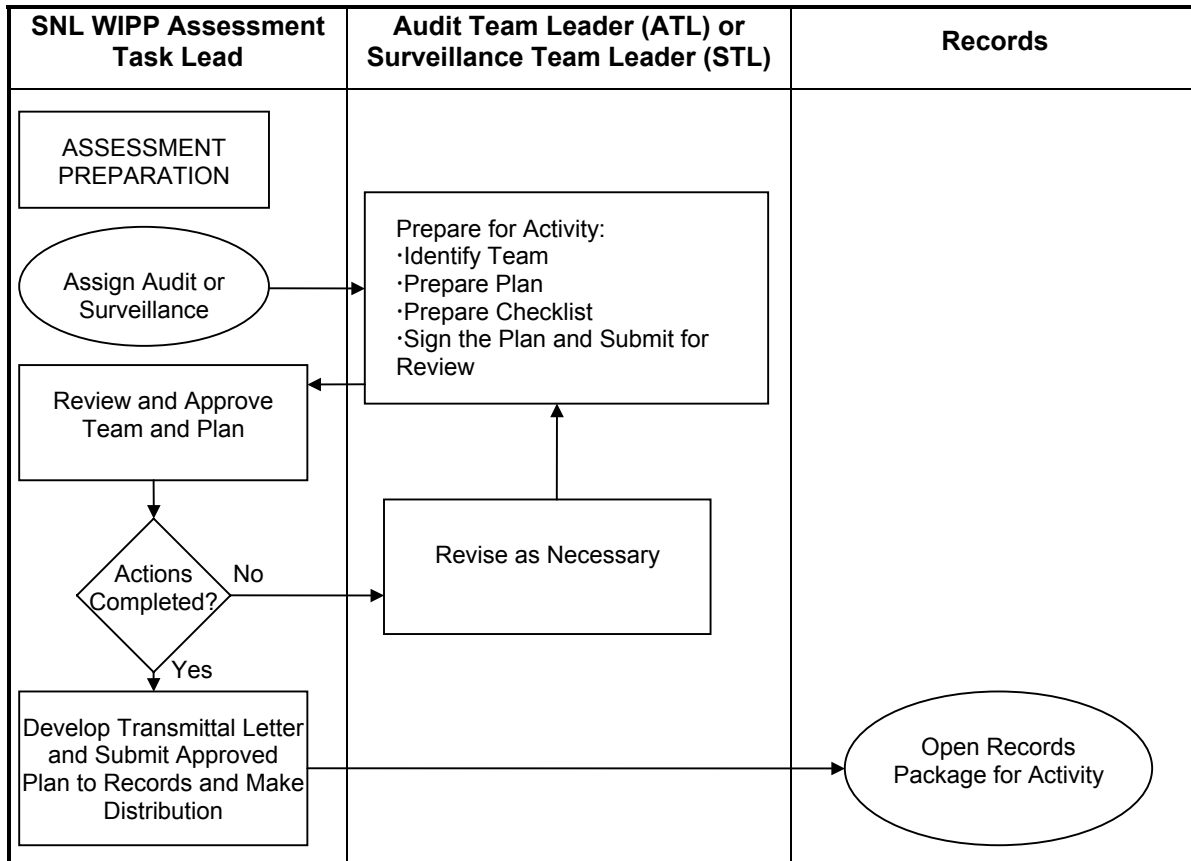 SNL WIPP Assessment
Task Lead
Audit Team Leader (ATL) or
Surveillance Team Leader (STL)
Records
ASSESSMENT
PREPARATION
Assign Audit or
Surveillance
Prepare for Activity:
·Identify Team
·Prepare Plan
·Prepare Checklist
·Sign the Plan and Submit for
Review
Review and Approve
Team and Plan
Actions
Completed?
No
Revise as Necessary
Yes
Develop Transmittal Letter
and Submit Approved
Plan to Records and Make
Distribution
Open Records
Package for Activity